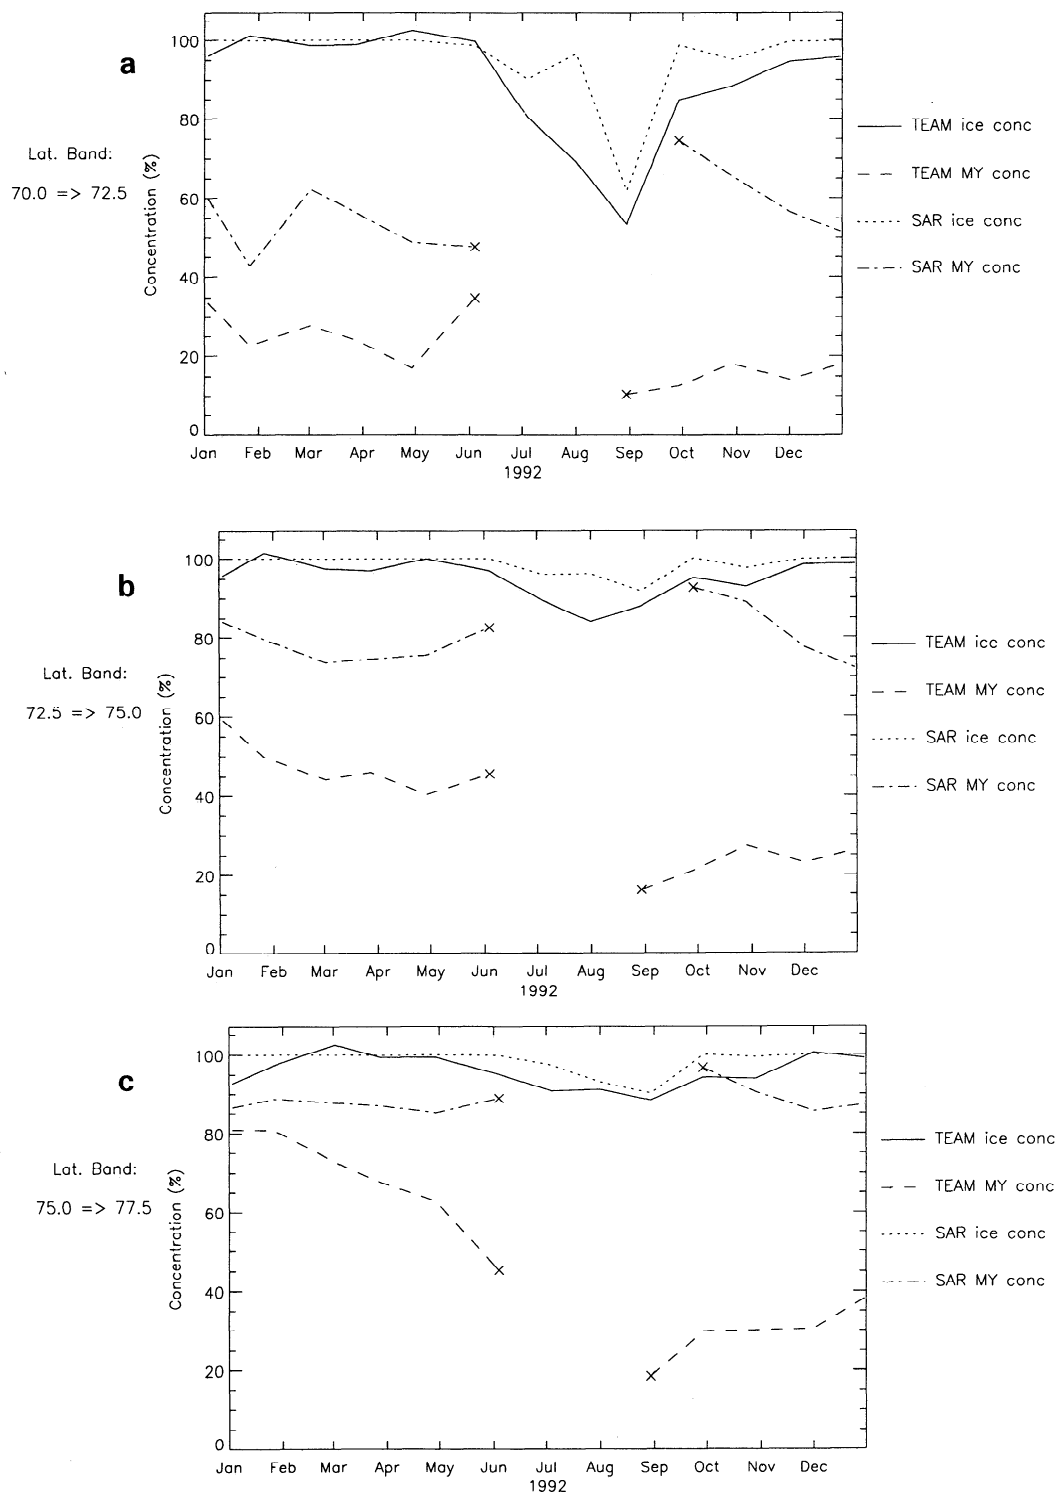 a
Lat. Band:
70.0 => 72.5
Concentration (%)
100
80
60
40
20
0
Jan Feb Mar Apr May Jun Jul Aug Sep Oct Nov Dec
1992
TEAM ice conc
TEAM MY conc
SAR ice conc
SAR MY conc
b
Lat. Band:
72.5 => 75.0
Concentration (%)
100
80
60
40
20
0
Jan Feb Mar Apr May Jun Jul Aug Sep Oct Nov Dec
1992
TEAM ice conc
TEAM MY conc
SAR ice conc
SAR MY conc
c
Lat. Band:
75.0 => 77.5
Concentration (%)
100
80
60
40
20
0
Jan Feb Mar Apr May Jun Jul Aug Sep Oct Nov Dec
1992
TEAM ice conc
TEAM MY conc
SAR ice conc
SAR MY conc